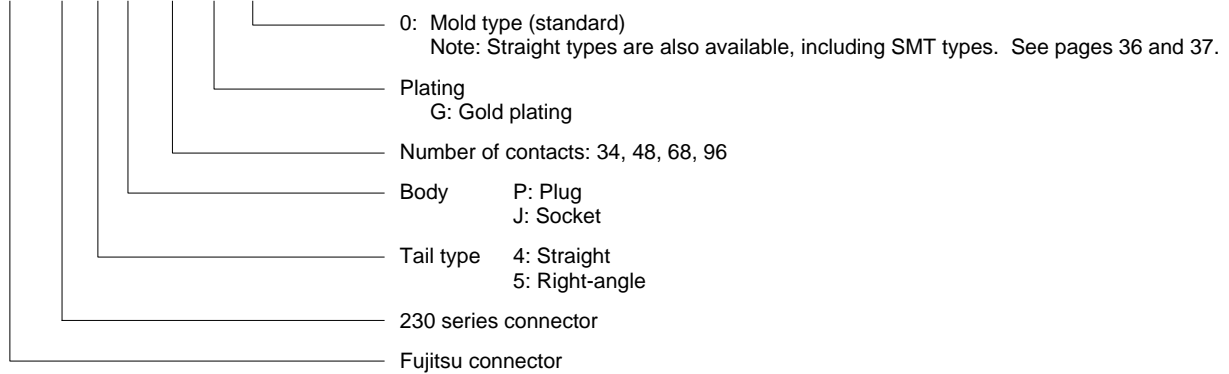 0: Mold type (standard)
Note: Straight types are also available, including SMT types. See pages 36 and 37.
Plating
G: Gold plating
Number of contacts: 34, 48, 68, 96
Body P: Plug
J: Socket
Tail type 4: Straight
5: Right-angle
230 series connector
Fujitsu connector